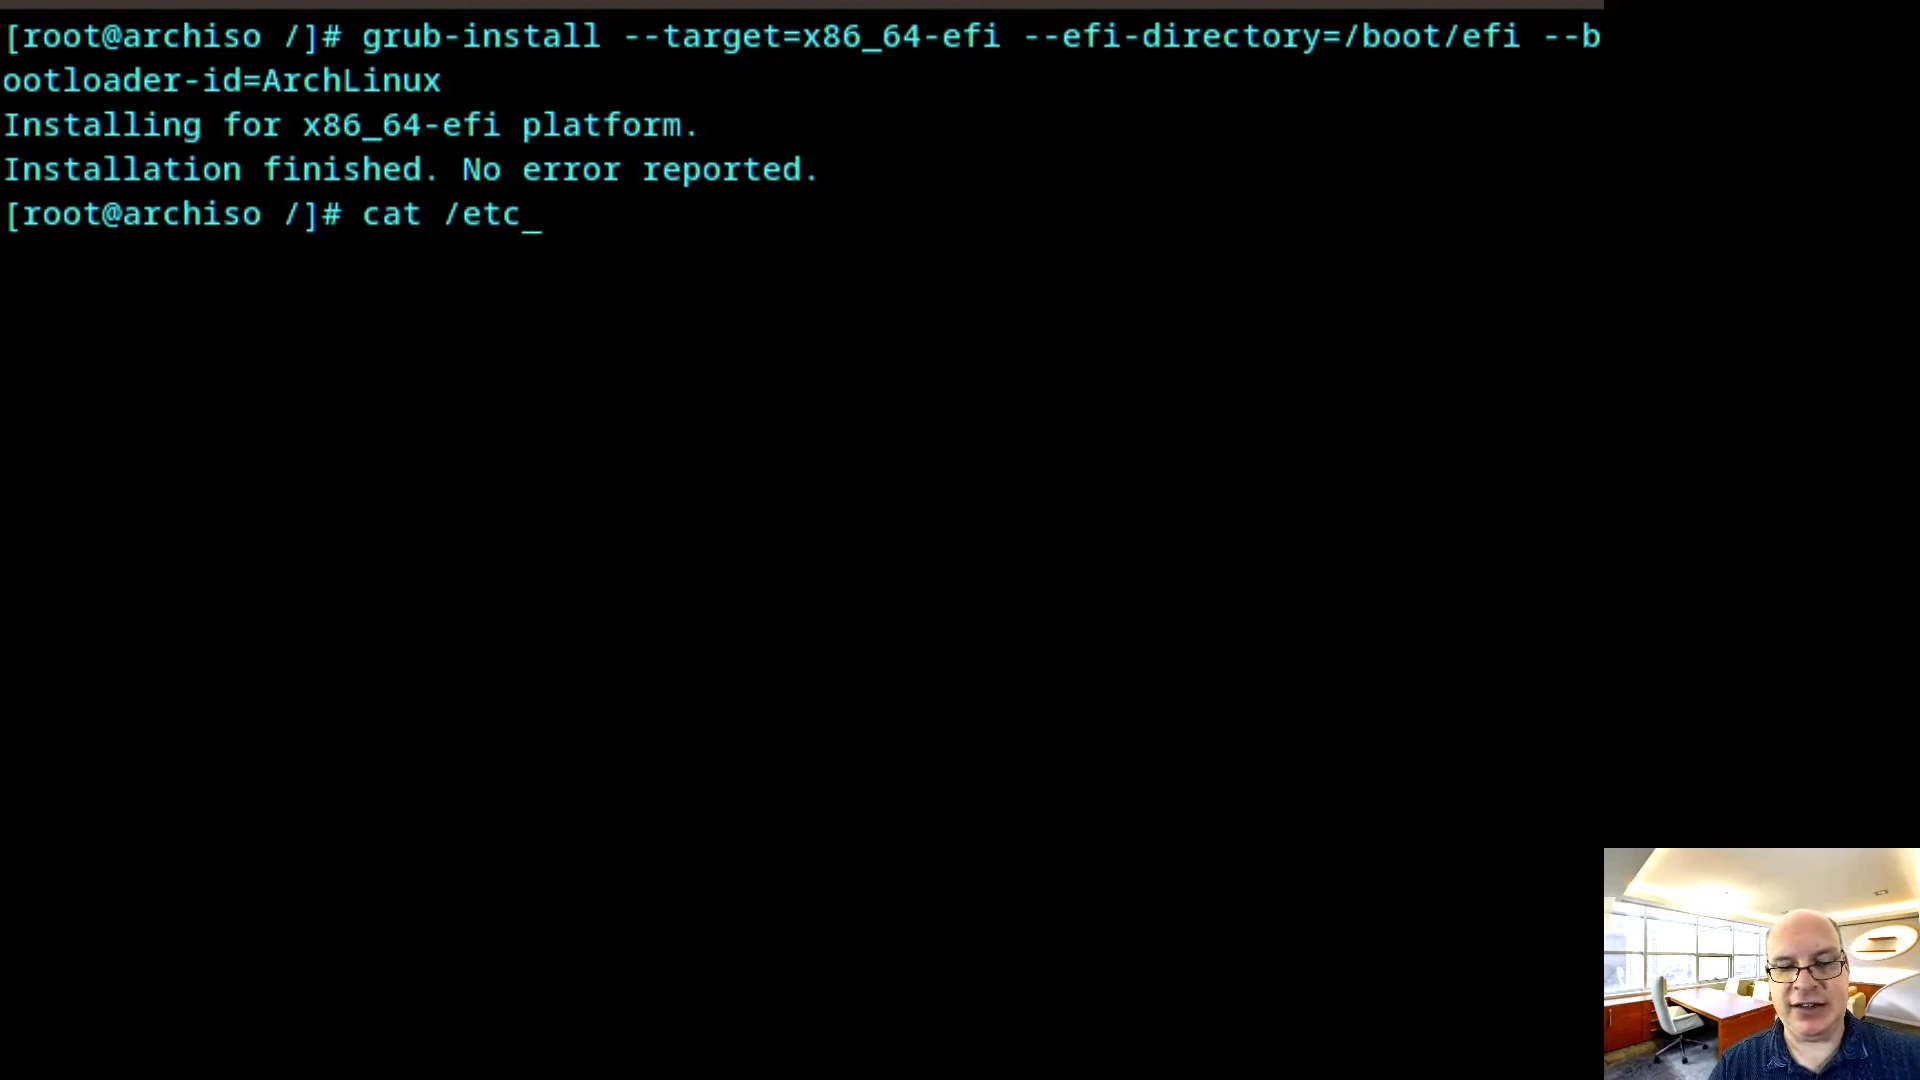 [root@archiso /]# grub-install --target=x86_64-efi --efi-directory=/boot/efi --b
ootloader-id=ArchLinux
Installing for x86_64-efi platform.
Installation finished. No error reported.
[root@archiso /]# cat /etc_